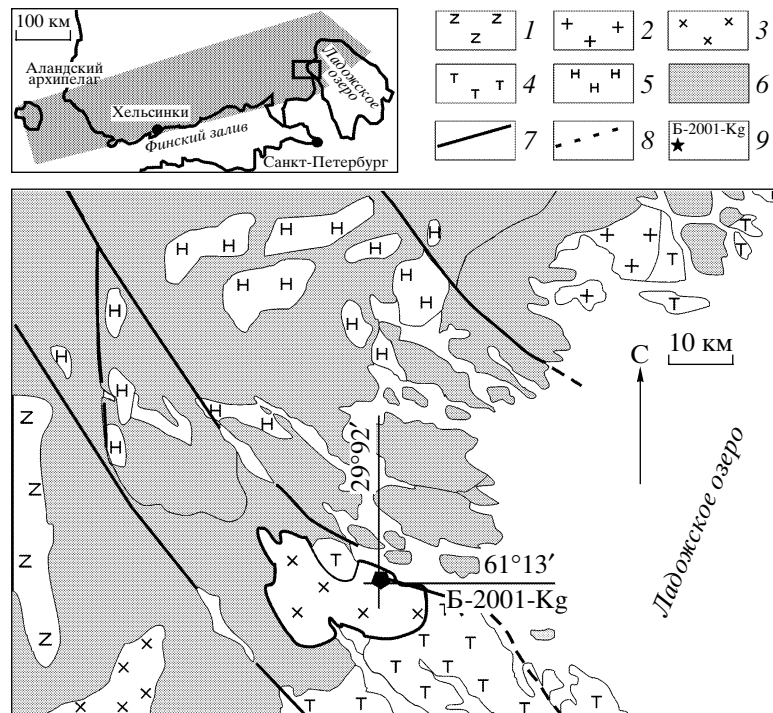 100 км
Аландский
архипелаг
Хельсинки
Финский залив
Санкт-Петербург
Ладожское
озеро
1
2
3
4
5
6
7
8
Б-2001-Kg
9
С
10 км
29°92′
61°13′
Б-2001-Kg
Ладожское озеро